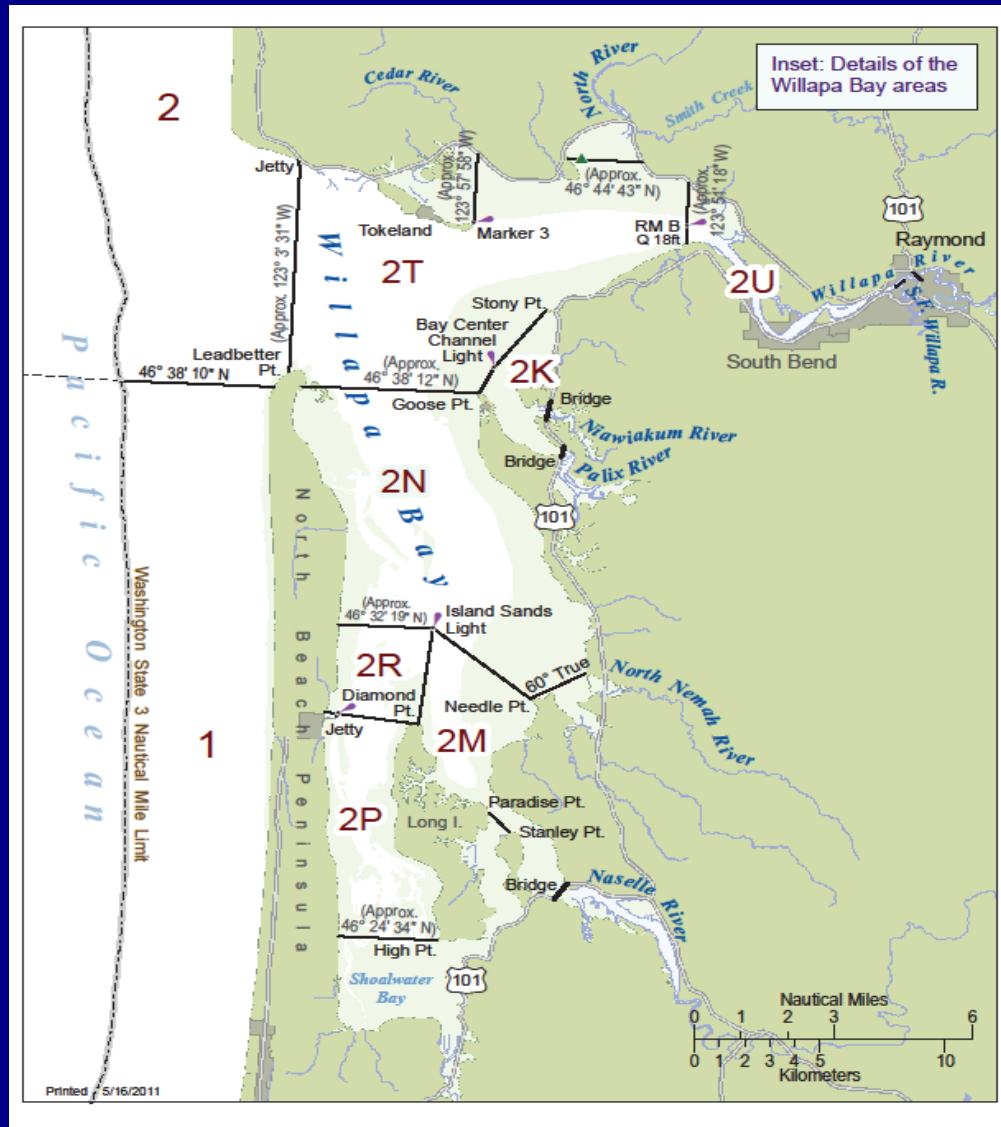 Inset: Details of the
Willapa Bay areas
North River
Cedar River
Smith Creek
2
Jetty
(Approx.
123° 57' 58" W)
(Approx.
46° 44' 43" N)
(Approx.
123° 51' 18" W)
101
Tokeland
Marker 3
RM B
Q 18ft
Raymond
(Approx. 123° 3' 31" W)
Willapa Bay
2T
2U
Willapa River
S.F. Willapa R.
Stony Pt.
Bay Center
Channel
Light
South Bend
Leadbetter
Pt.
46° 38' 10" N
(Approx.
46° 38' 12" N)
2K
Goose Pt.
Bridge
Niawiakum River
Bridge
Palix River
Pacific Ocean
2N
101
North Beach Peninsula
Washington State 3 Nautical Mile Limit
(Approx.
46° 32' 19" N)
Island Sands
Light
2R
60° True
North Nemah River
Diamond
Pt.
Needle Pt.
Jetty
1
2M
2P
Long I.
Paradise Pt.
Stanley Pt.
Bridge
Naselle River
(Approx.
46° 24' 34" N)
High Pt.
Shoalwater
Bay
101
Nautical Miles
0 1 2 3 6
0 1 2 3 4 5 10
Kilometers
Printed 5/16/2011